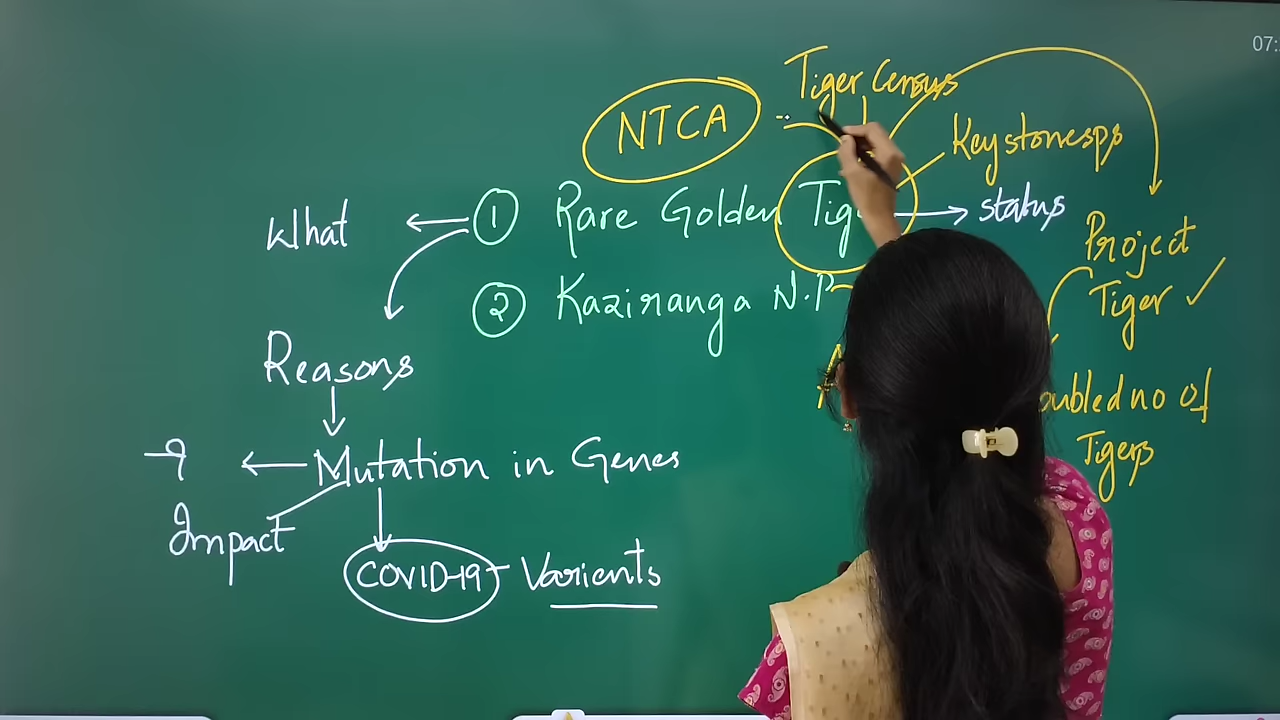 07:
Tiger Census
NTCA
Keystonesps
What ← ① Rare Golden Tig → status
Project
Tiger ✓
② Kaziranga N.P
Reasons
oubled no of
Tigers
Mutation in Genes
Impact
COVID-19 - Varients